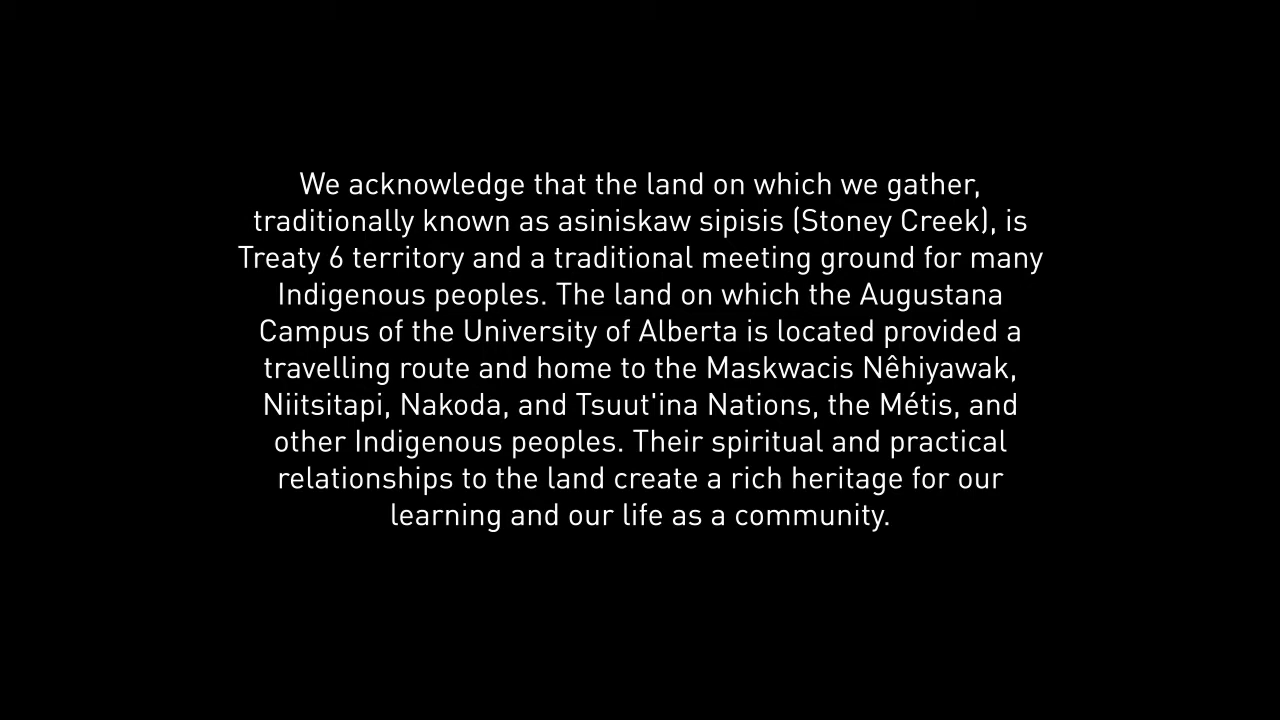 We acknowledge that the land on which we gather,
traditionally known as asiniskaw sipisis (Stoney Creek), is
Treaty 6 territory and a traditional meeting ground for many
Indigenous peoples. The land on which the Augustana
Campus of the University of Alberta is located provided a
travelling route and home to the Maskwacis Nêhiyawak,
Niitsitapi, Nakoda, and Tsuut'ina Nations, the Métis, and
other Indigenous peoples. Their spiritual and practical
relationships to the land create a rich heritage for our
learning and our life as a community.